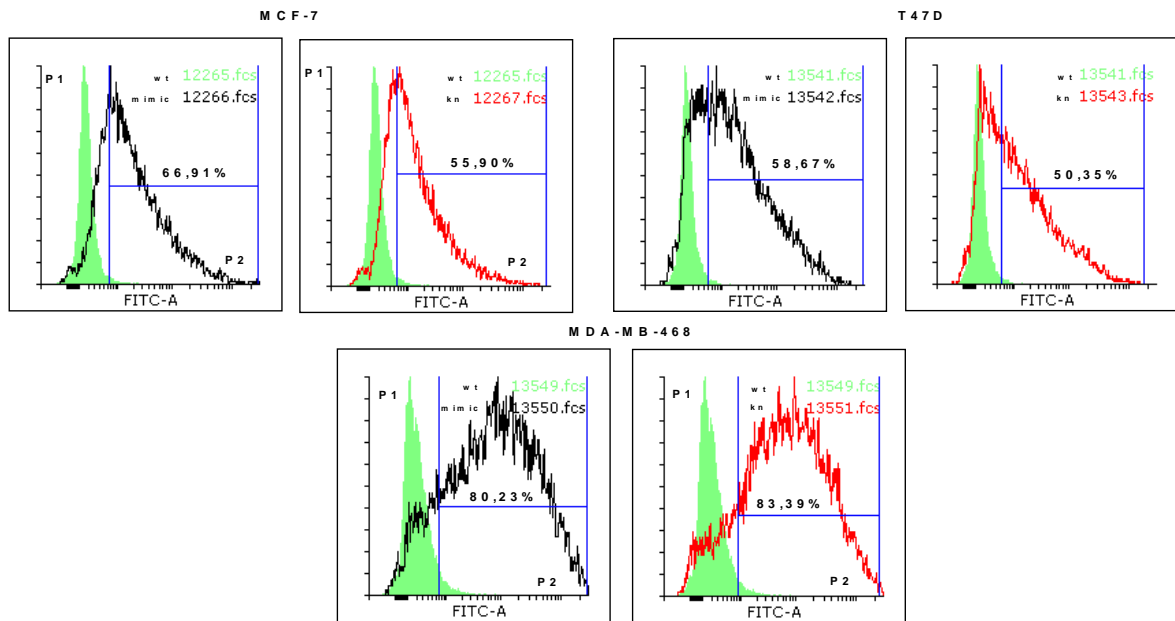 MCF-7
T47D
P1
wt 12265.fcs
mimic 12266.fcs
66,91%
P2
FITC-A
P1
wt 12265.fcs
kn 12267.fcs
55,90%
P2
FITC-A
wt 13541.fcs
mimic 13542.fcs
58,67%
FITC-A
wt 13541.fcs
kn 13543.fcs
50,35%
FITC-A
MDA-MB-468
P1
wt 13549.fcs
mimic 13550.fcs
80,23%
P2
FITC-A
P1
wt 13549.fcs
kn 13551.fcs
83,39%
P2
FITC-A